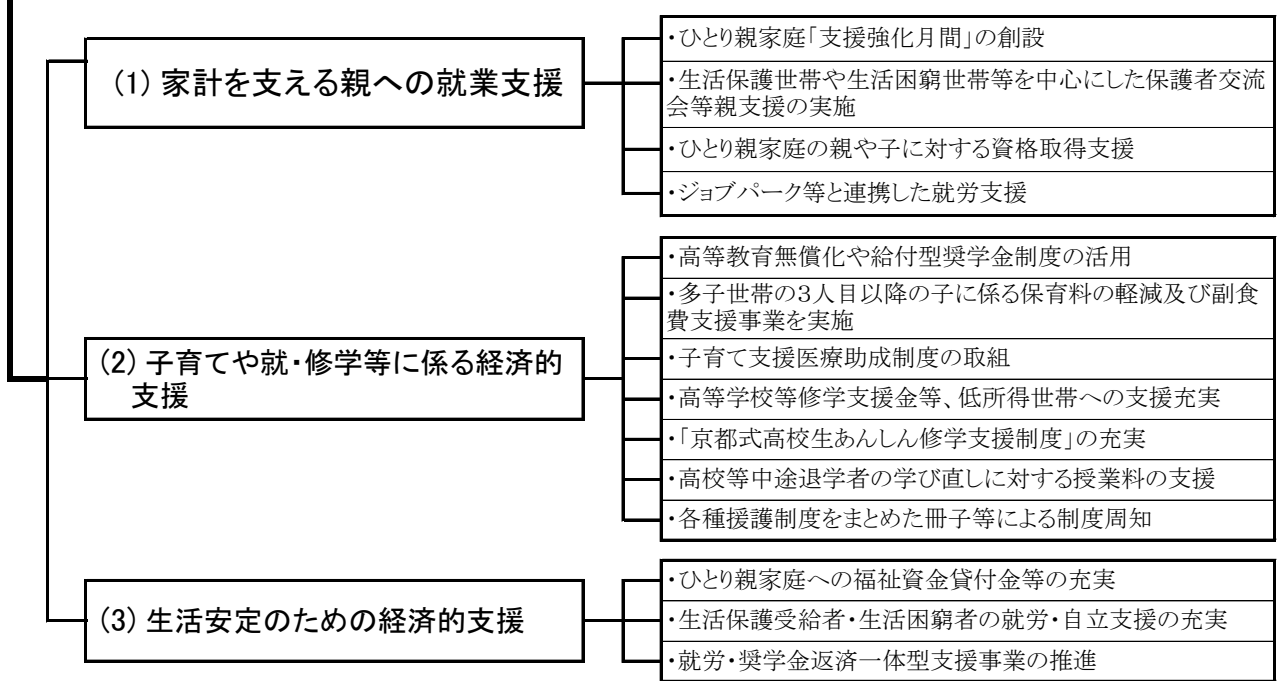 (1) 家計を支える親への就業支援
・ひとり親家庭「支援強化月間」の創設
・生活保護世帯や生活困窮世帯等を中心にした保護者交流
会等親支援の実施
・ひとり親家庭の親や子に対する資格取得支援
・ジョブパーク等と連携した就労支援
(2) 子育てや就・修学等に係る経済的
支援
・高等教育無償化や給付型奨学金制度の活用
・多子世帯の3人目以降の子に係る保育料の軽減及び副食
費支援事業を実施
・子育て支援医療助成制度の取組
・高等学校等修学支援金等、低所得世帯への支援充実
・「京都式高校生あんしん修学支援制度」の充実
・高校等中途退学者の学び直しに対する授業料の支援
・各種援護制度をまとめた冊子等による制度周知
(3) 生活安定のための経済的支援
・ひとり親家庭への福祉資金貸付金等の充実
・生活保護受給者・生活困窮者の就労・自立支援の充実
・就労・奨学金返済一体型支援事業の推進